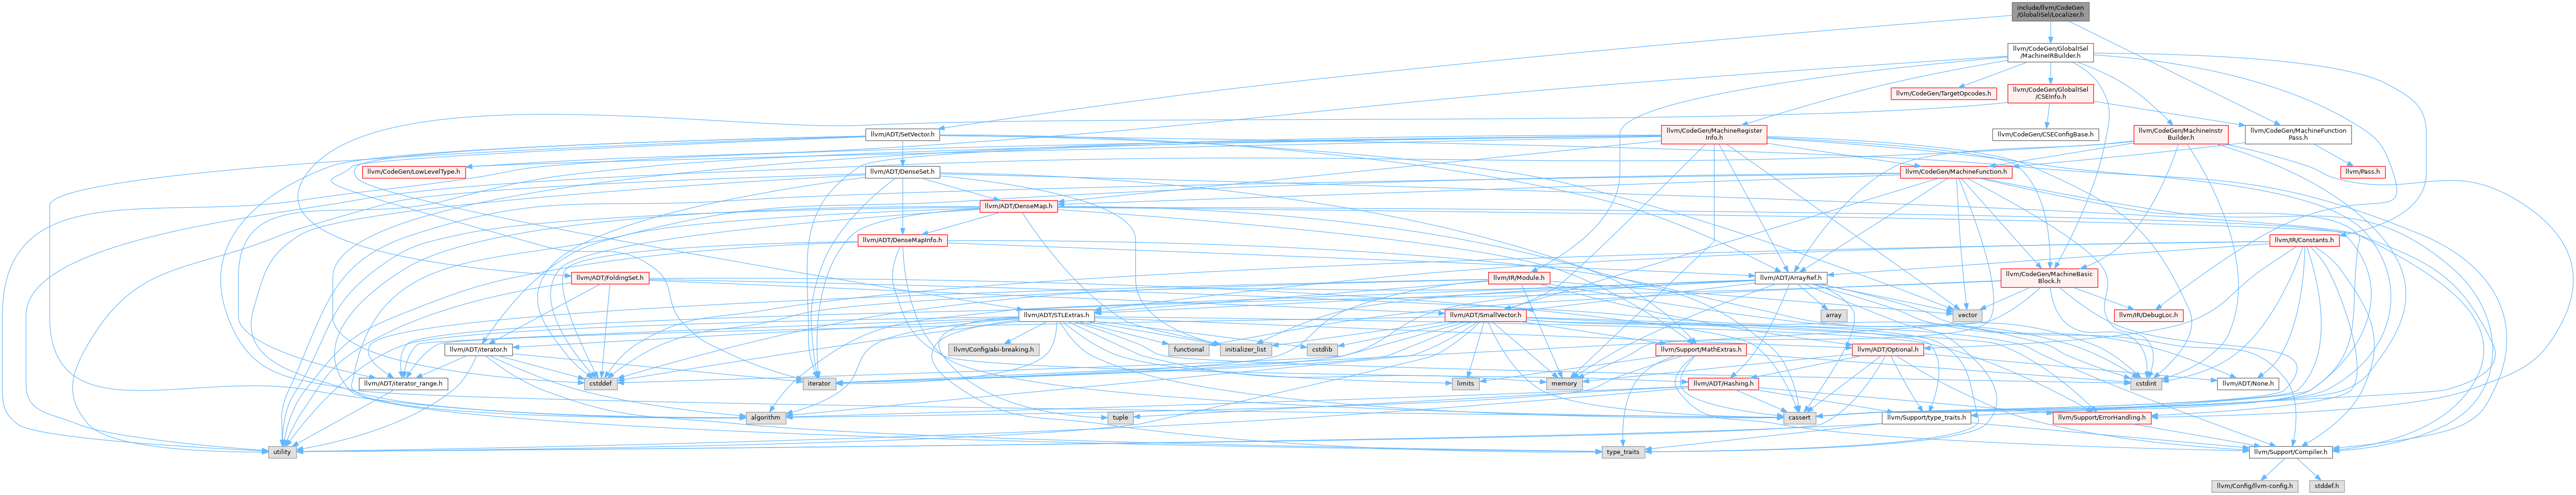 include/llvm/CodeGen
/GlobalISel/Localizer.h
llvm/CodeGen/GlobalISel
/MachineIRBuilder.h
llvm/CodeGen/TargetOpcodes.h
llvm/CodeGen/GlobalISel
/CSEInfo.h
llvm/ADT/SetVector.h
llvm/CodeGen/MachineRegister
Info.h
llvm/CodeGen/CSEConfigBase.h
llvm/CodeGen/MachineInstr
Builder.h
llvm/CodeGen/MachineFunction
Pass.h
llvm/CodeGen/LowLevelType.h
llvm/ADT/DenseSet.h
llvm/CodeGen/MachineFunction.h
llvm/Pass.h
llvm/ADT/DenseMap.h
llvm/ADT/DenseMapInfo.h
llvm/IR/Constants.h
llvm/ADT/FoldingSet.h
llvm/IR/Module.h
llvm/ADT/ArrayRef.h
llvm/CodeGen/MachineBasic
Block.h
llvm/ADT/STLExtras.h
llvm/ADT/SmallVector.h
array
vector
llvm/IR/DebugLoc.h
llvm/ADT/iterator.h
llvm/Config/abi-breaking.h
functional
initializer_list
cstdlib
llvm/Support/MathExtras.h
llvm/ADT/Optional.h
llvm/ADT/iterator_range.h
cstddef
iterator
limits
memory
llvm/ADT/Hashing.h
cstdint
llvm/ADT/None.h
algorithm
tuple
cassert
llvm/Support/type_traits.h
llvm/Support/ErrorHandling.h
utility
type_traits
llvm/Support/Compiler.h
llvm/Config/llvm-config.h
stddef.h